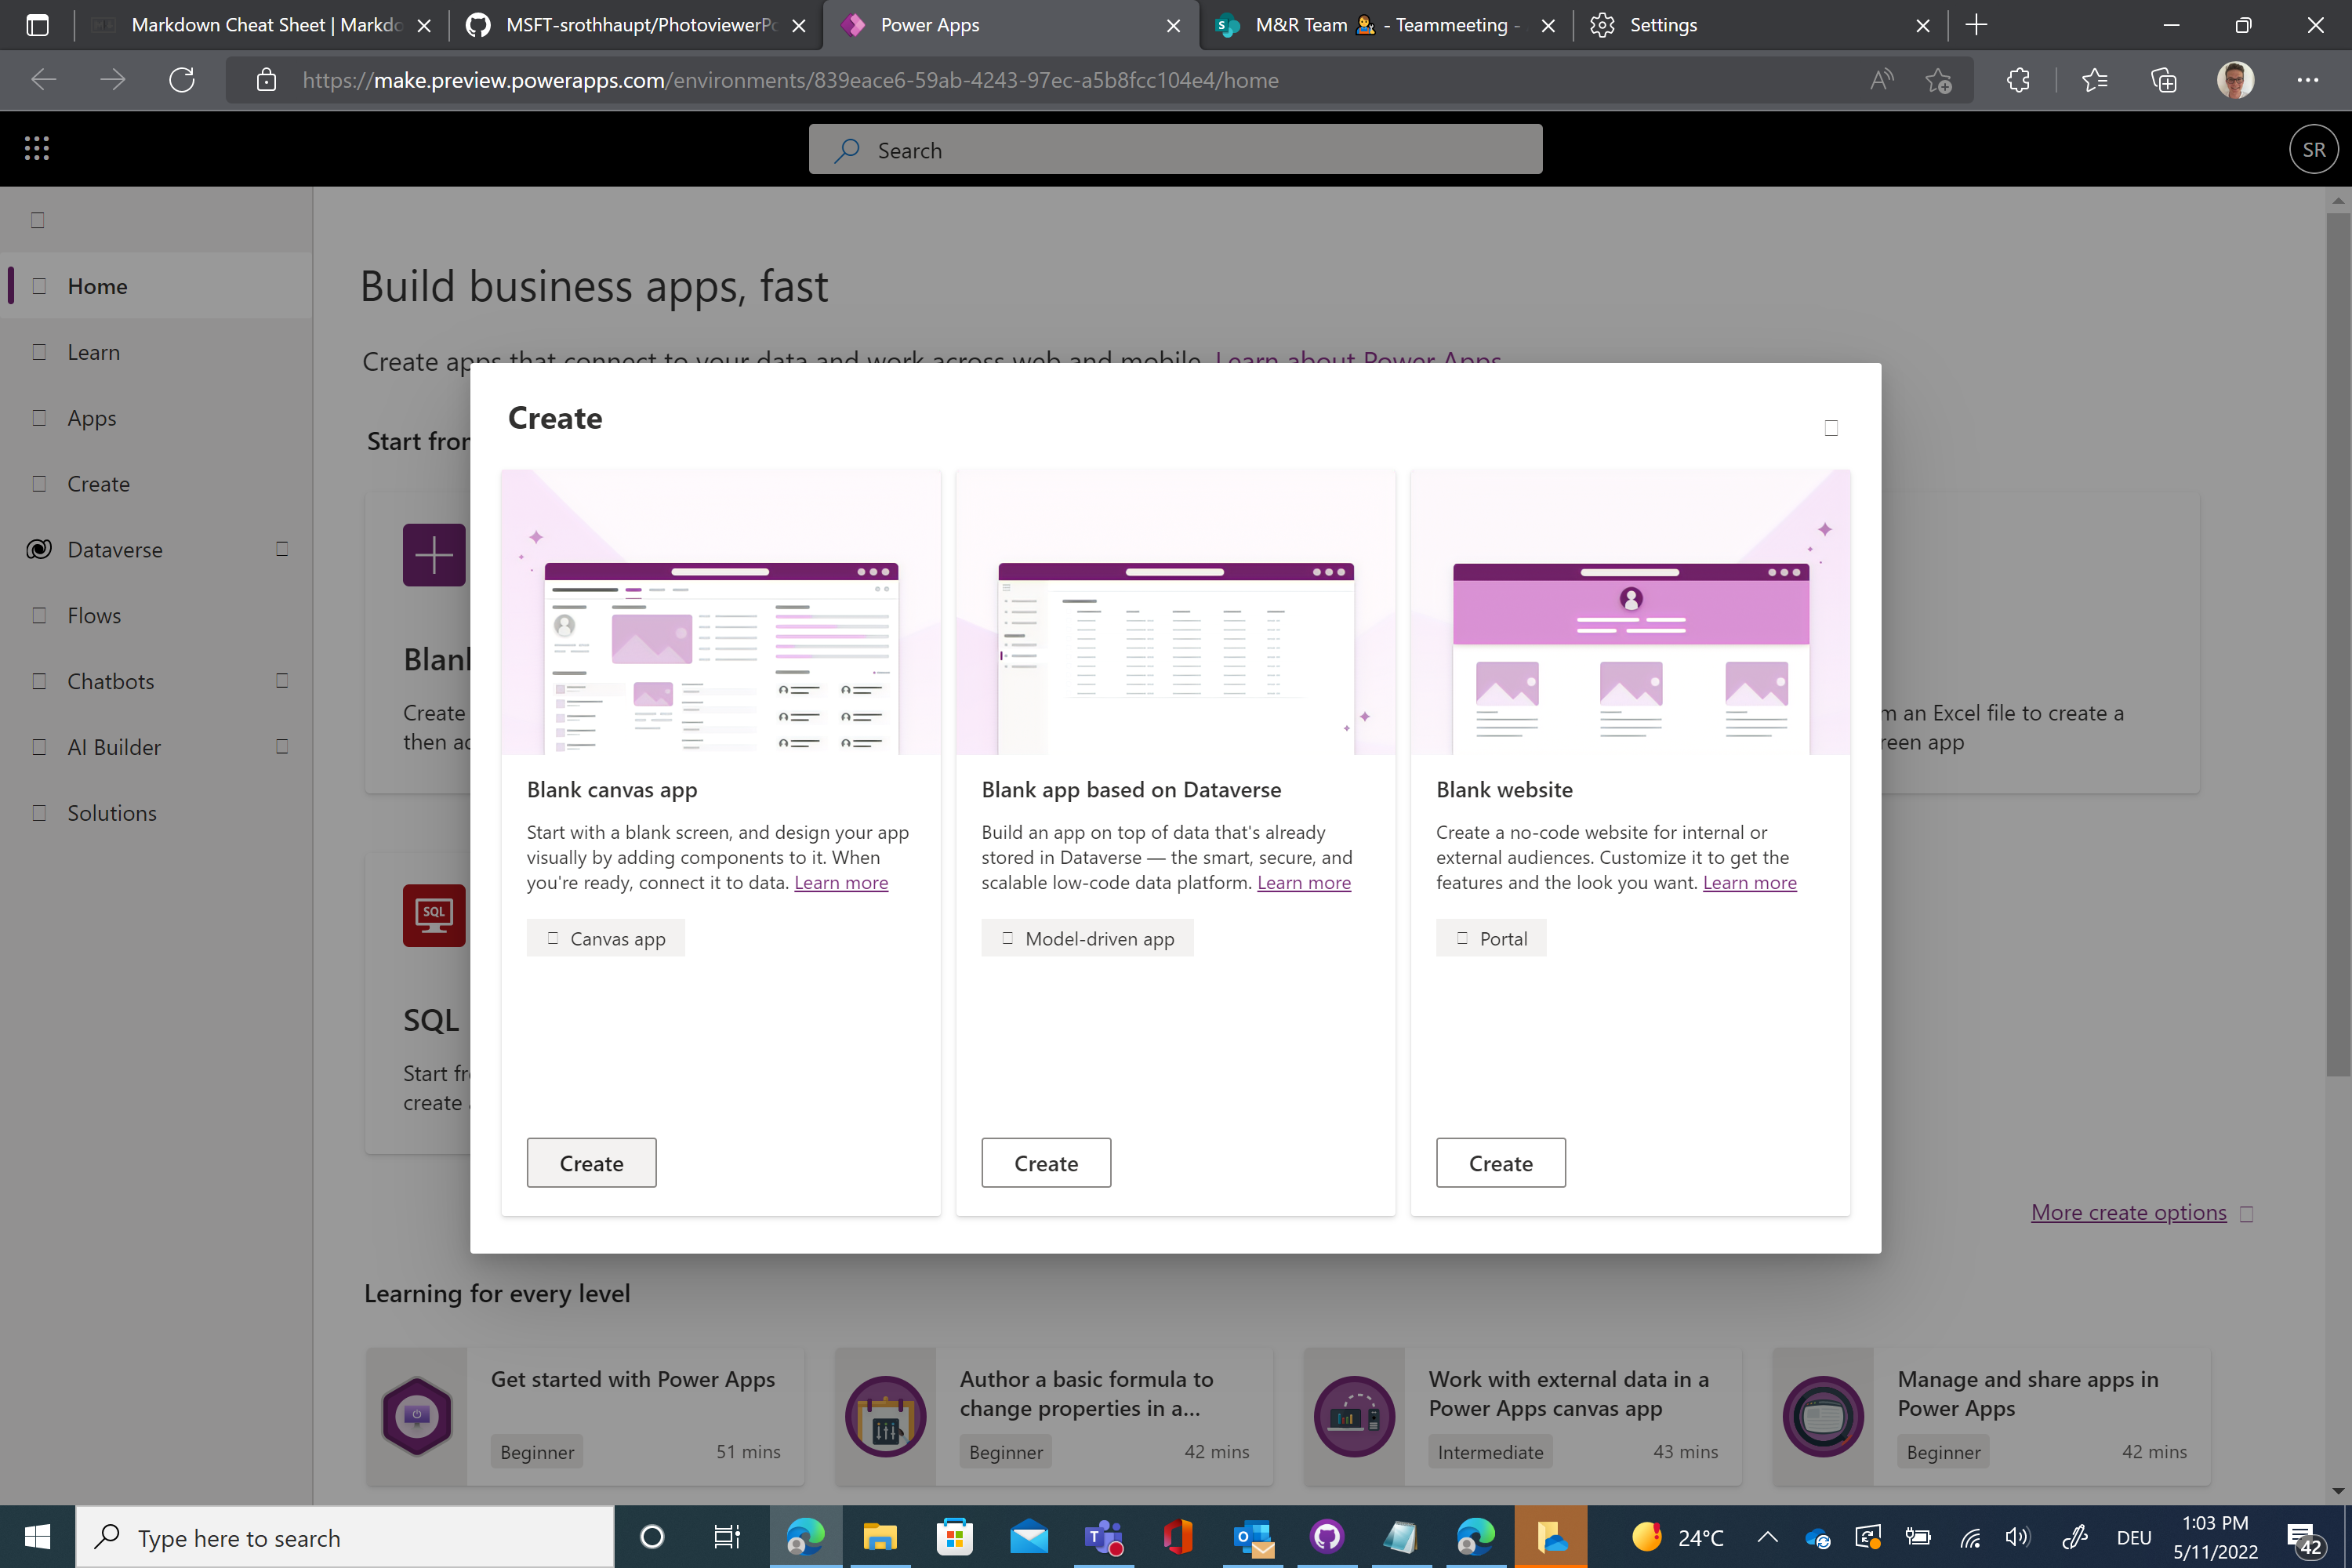 Markdown Cheat Sheet | Markdo
MSFT-srothhaupt/PhotoviewerPo
Power Apps
M&R Team 👩‍🎨 - Teammeeting -
Settings
https://make.preview.powerapps.com/environments/839eace6-59ab-4243-97ec-a5b8fcc104e4/home
Search
SR
Home
Learn
Apps
Create
Dataverse
Flows
Chatbots
AI Builder
Solutions
Build business apps, fast
Create apps that connect to your data and work across web and mobile. Learn about Power Apps
Start from
Blank
Create
then ad
m an Excel file to create a
reen app
SQL
SQL
Start fr
create
Create
Blank canvas app
Start with a blank screen, and design your app
visually by adding components to it. When
you're ready, connect it to data. Learn more
Canvas app
Create
Blank app based on Dataverse
Build an app on top of data that's already
stored in Dataverse — the smart, secure, and
scalable low-code data platform. Learn more
Model-driven app
Create
Blank website
Create a no-code website for internal or
external audiences. Customize it to get the
features and the look you want. Learn more
Portal
Create
More create options
Learning for every level
Get started with Power Apps
Beginner 51 mins
Author a basic formula to
change properties in a...
Beginner 42 mins
Work with external data in a
Power Apps canvas app
Intermediate 43 mins
Manage and share apps in
Power Apps
Beginner 42 mins
Type here to search
24°C
DEU
1:03 PM
5/11/2022
42